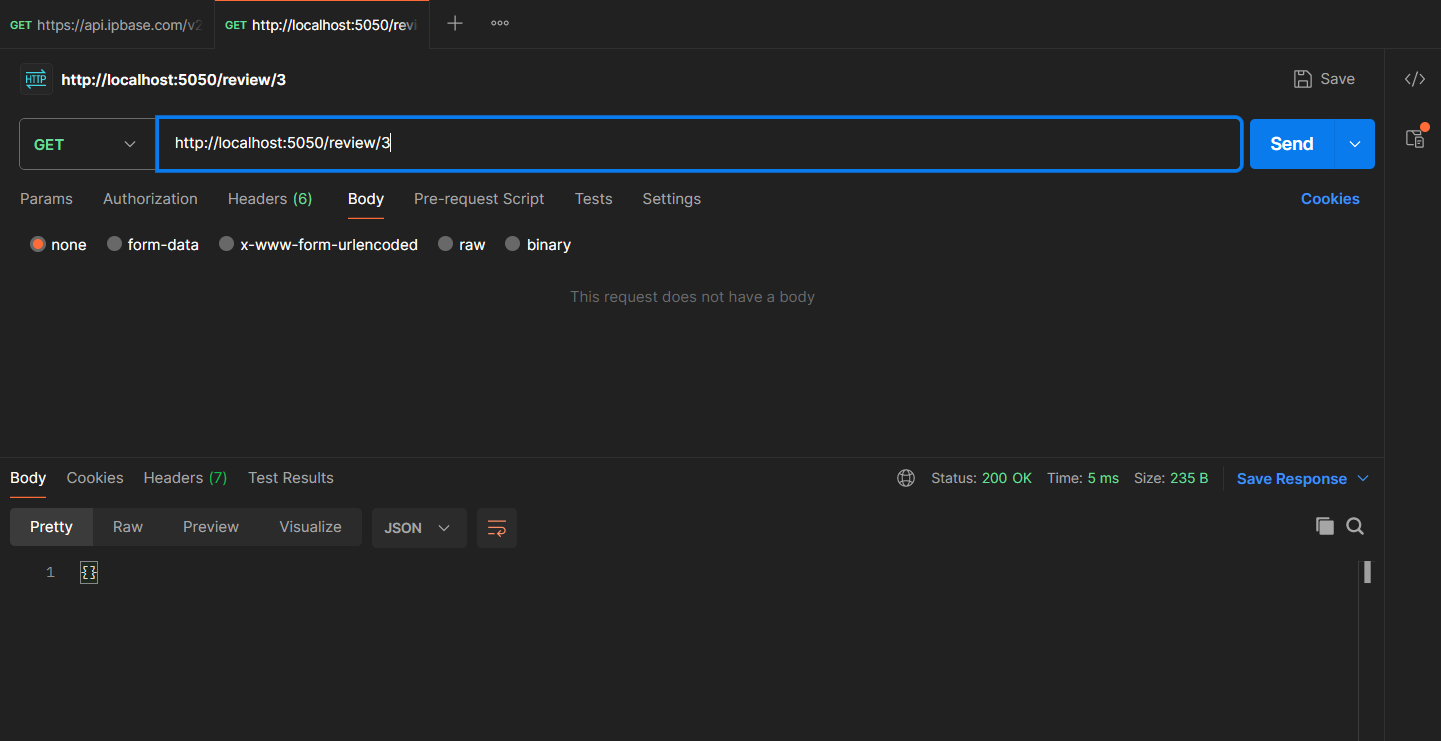 GET https://api.ipbase.com/v2
GET http://localhost:5050/revi
HTTP http://localhost:5050/review/3
Save
GET
http://localhost:5050/review/3
Send
Params Authorization Headers (6) Body Pre-request Script Tests Settings Cookies
none form-data x-www-form-urlencoded raw binary
This request does not have a body
Body Cookies Headers (7) Test Results Status: 200 OK Time: 5 ms Size: 235 B Save Response
Pretty Raw Preview Visualize JSON
1 {}